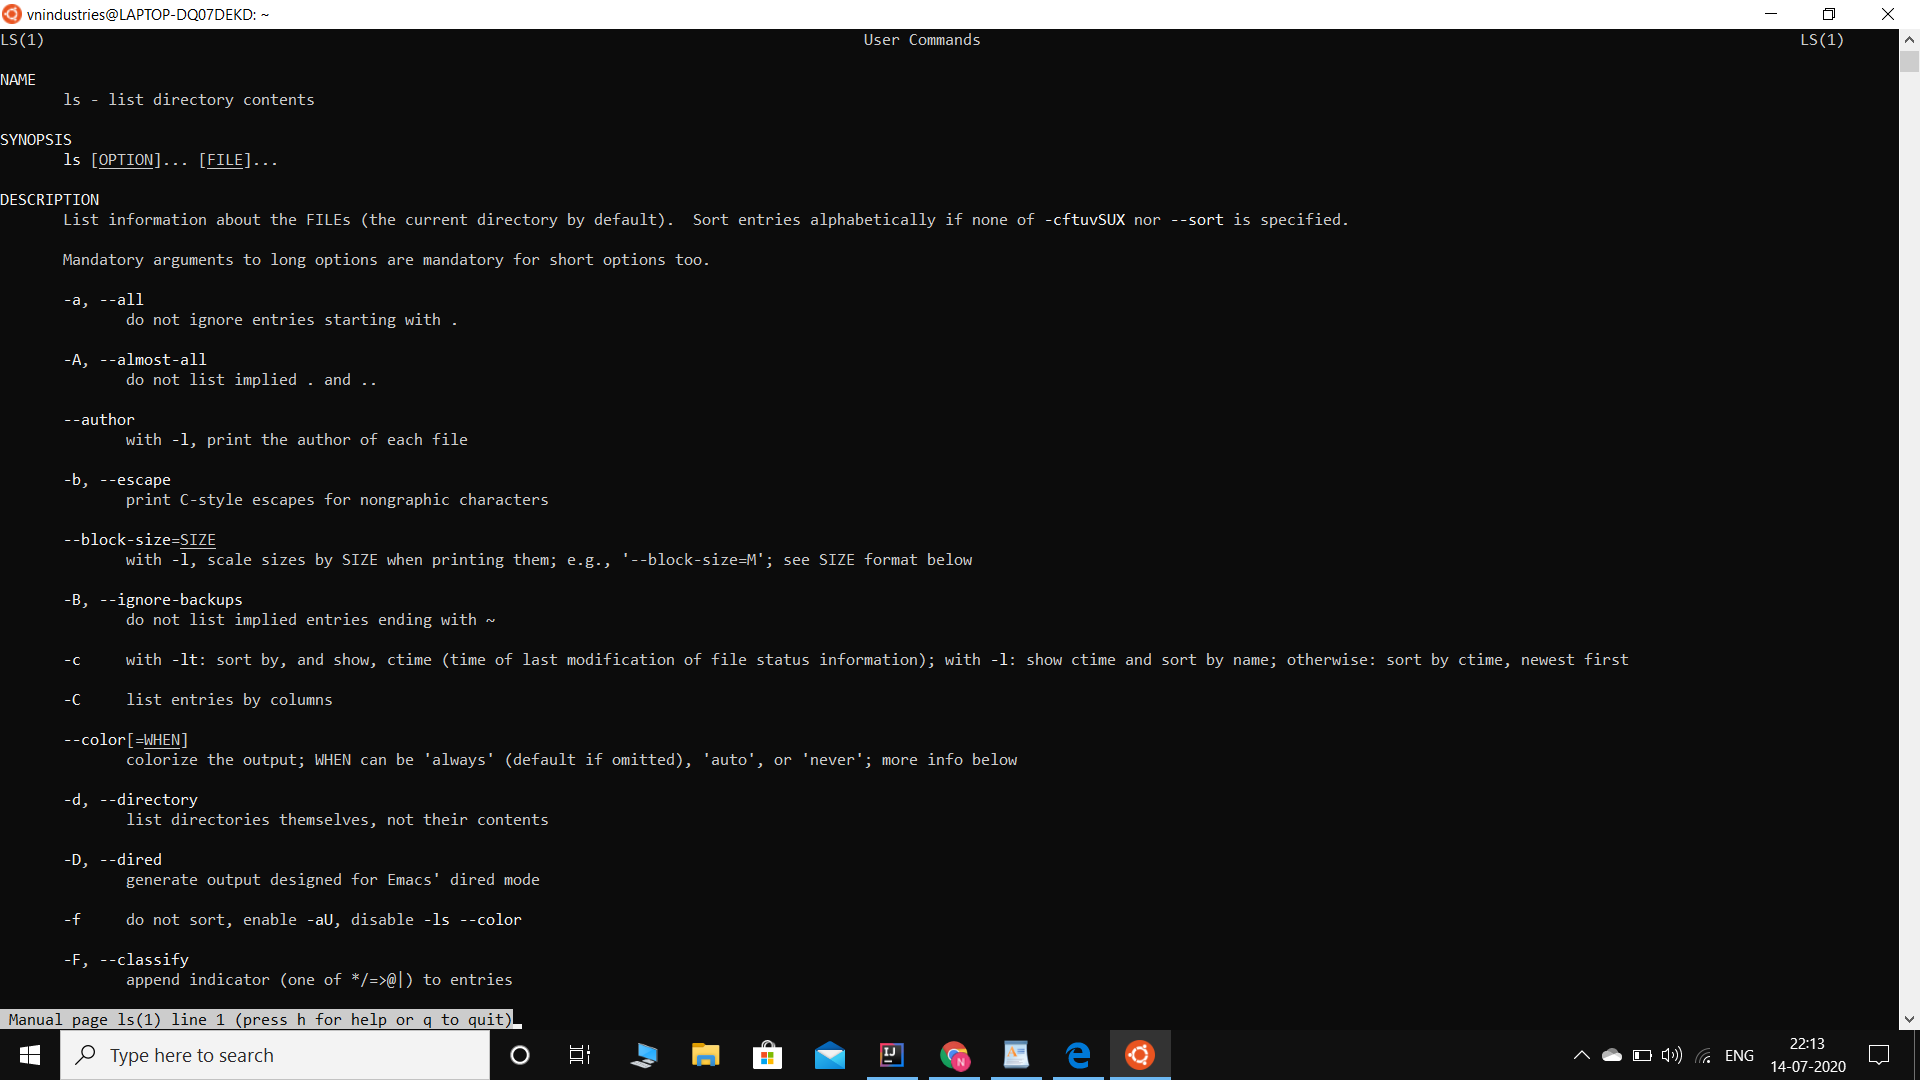 vnindustries@LAPTOP-DQ07DEKD: ~
LS(1) User Commands LS(1)
NAME
ls - list directory contents
SYNOPSIS
ls [OPTION]... [FILE]...
DESCRIPTION
List information about the FILEs (the current directory by default). Sort entries alphabetically if none of -cftuvSUX nor --sort is specified.
Mandatory arguments to long options are mandatory for short options too.
-a, --all
do not ignore entries starting with .
-A, --almost-all
do not list implied . and ..
--author
with -l, print the author of each file
-b, --escape
print C-style escapes for nongraphic characters
--block-size=SIZE
with -l, scale sizes by SIZE when printing them; e.g., '--block-size=M'; see SIZE format below
-B, --ignore-backups
do not list implied entries ending with ~
-c with -lt: sort by, and show, ctime (time of last modification of file status information); with -l: show ctime and sort by name; otherwise: sort by ctime, newest first
-C list entries by columns
--color[=WHEN]
colorize the output; WHEN can be 'always' (default if omitted), 'auto', or 'never'; more info below
-d, --directory
list directories themselves, not their contents
-D, --dired
generate output designed for Emacs' dired mode
-f do not sort, enable -aU, disable -ls --color
-F, --classify
append indicator (one of */=>@|) to entries
Manual page ls(1) line 1 (press h for help or q to quit)
Type here to search
IJ
N
ENG
22:13
14-07-2020